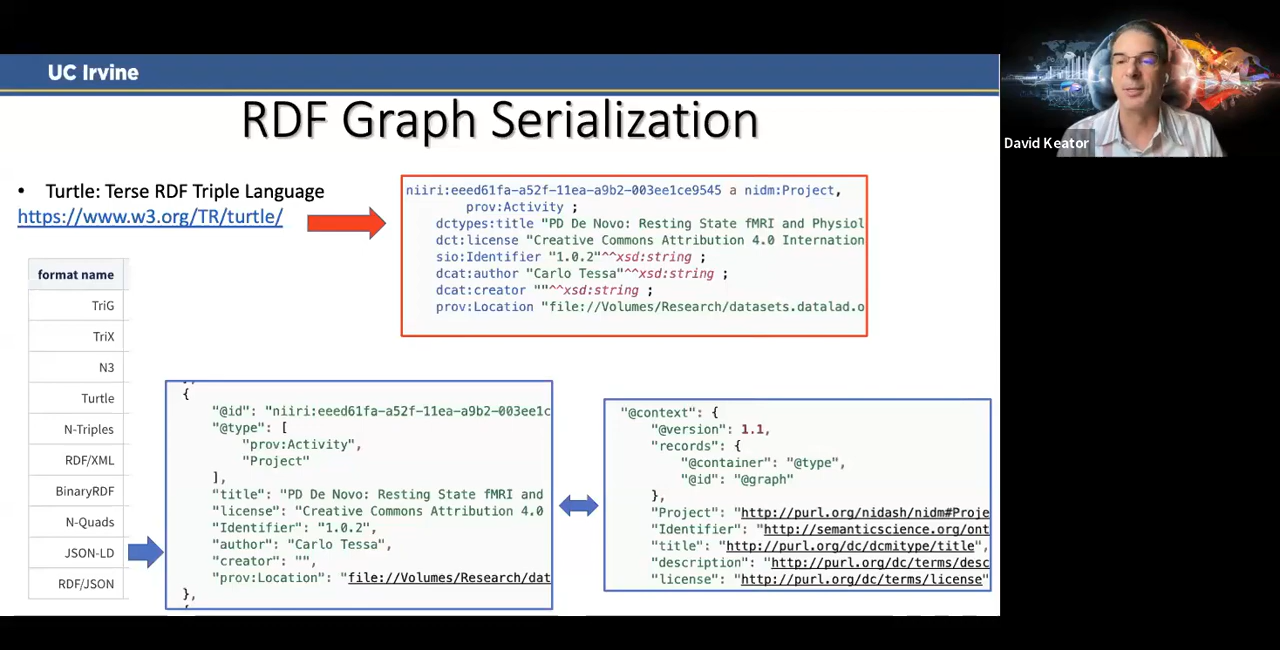 UC Irvine
RDF Graph Serialization
• Turtle: Terse RDF Triple Language
https://www.w3.org/TR/turtle/
niiri:eeed61fa-a52f-11ea-a9b2-003ee1ce9545 a nidm:Project,
prov:Activity ;
dctypes:title "PD De Novo: Resting State fMRI and Physiol
dct:license "Creative Commons Attribution 4.0 Internation
sio:Identifier "1.0.2"^^xsd:string ;
dcat:author "Carlo Tessa"^^xsd:string ;
dcat:creator ""^^xsd:string ;
prov:Location "file://Volumes/Research/datasets.datalad.o
format name
TriG
TriX
N3
Turtle
N-Triples
RDF/XML
BinaryRDF
N-Quads
JSON-LD
RDF/JSON
{
"@id": "niiri:eeed61fa-a52f-11ea-a9b2-003ee1c
"@type": [
"prov:Activity",
"Project"
],
"title": "PD De Novo: Resting State fMRI and
"license": "Creative Commons Attribution 4.0
"Identifier": "1.0.2",
"author": "Carlo Tessa",
"creator": "",
"prov:Location": "file://Volumes/Research/dat
},
"@context": {
"@version": 1.1,
"records": {
"@container": "@type",
"@id": "@graph"
},
"Project": "http://purl.org/nidash/nidm#Proje
"Identifier": "http://semanticscience.org/ont
"title": "http://purl.org/dc/dcmitype/title",
"description": "http://purl.org/dc/terms/desc
"license": "http://purl.org/dc/terms/license"
David Keator